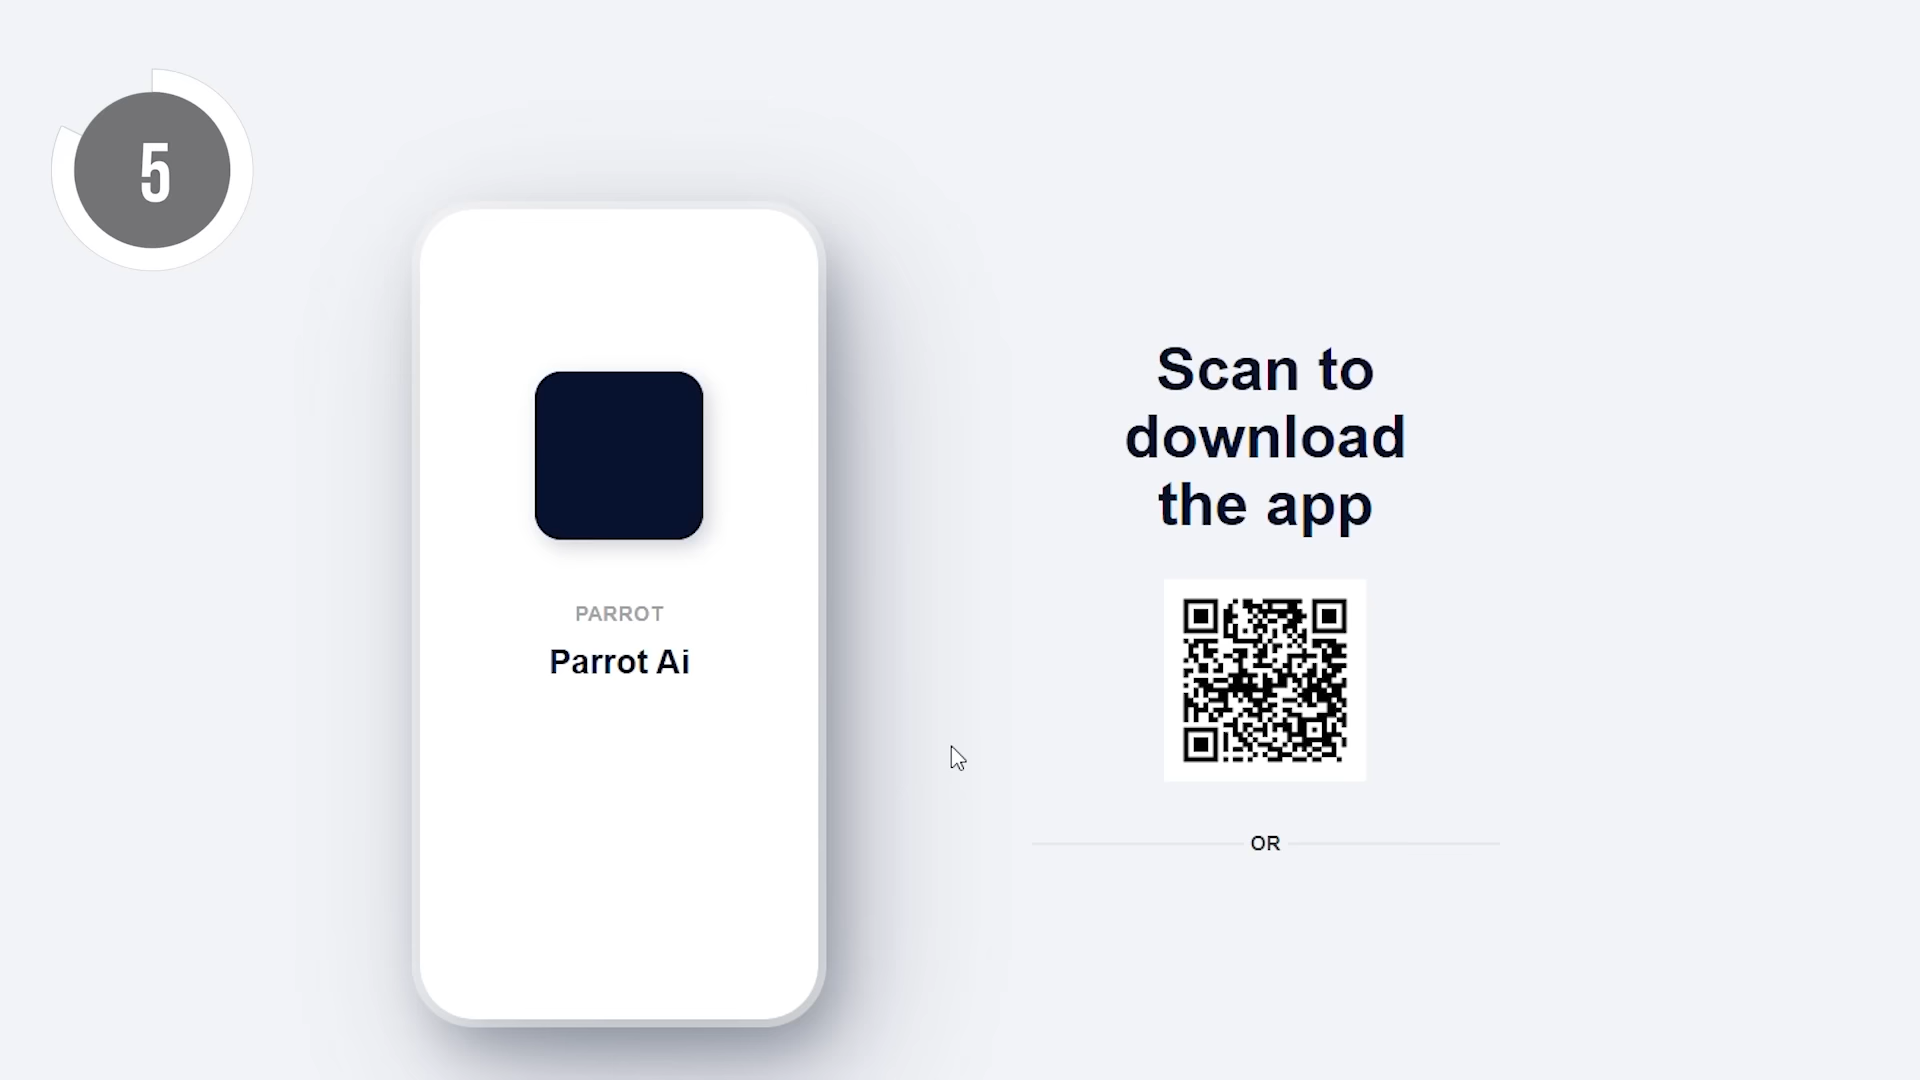 5
PARROT
Parrot Ai
Scan to
download
the app
OR